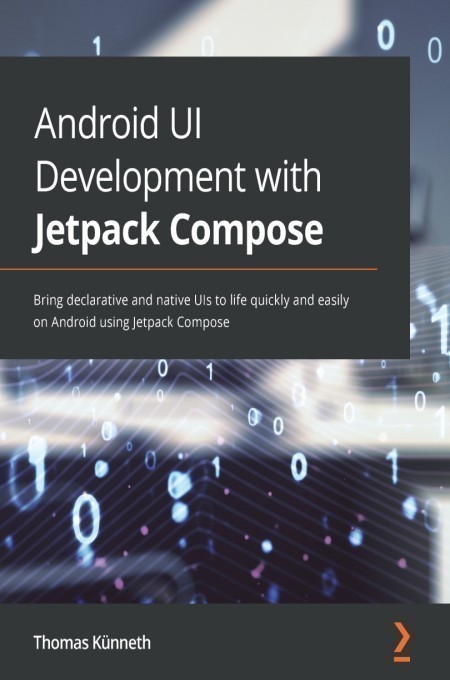 Android UI
Development with
Jetpack Compose
Bring declarative and native UIs to life quickly and easily
on Android using Jetpack Compose
Thomas Künneth